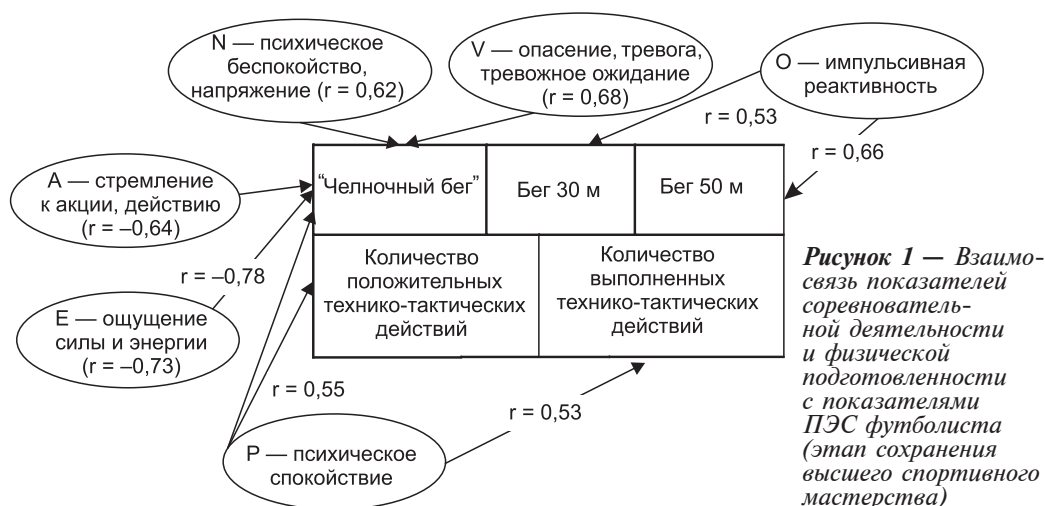 N — психическое
беспокойство,
напряжение (r = 0,62)
V — опасение, тревога,
тревожное ожидание
(r = 0,68)
O — импульсивная
реактивность
r = 0,53
r = 0,66
A — стремление
к акции, действию
(r = –0,64)
"Челночный бег"
Бег 30 м
Бег 50 м
r = –0,78
Количество
положительных
технико-тактических
действий
Количество
выполненных
технико-тактических
действий
E — ощущение
силы и энергии
(r = –0,73)
r = 0,55
r = 0,53
P — психическое
спокойствие
Рисунок 1 — Взаимо-
связь показателей
соревнователь-
ной деятельности
и физической
подготовленности
с показателями
ПЭС футболиста
(этап сохранения
высшего спортивного
мастерства)